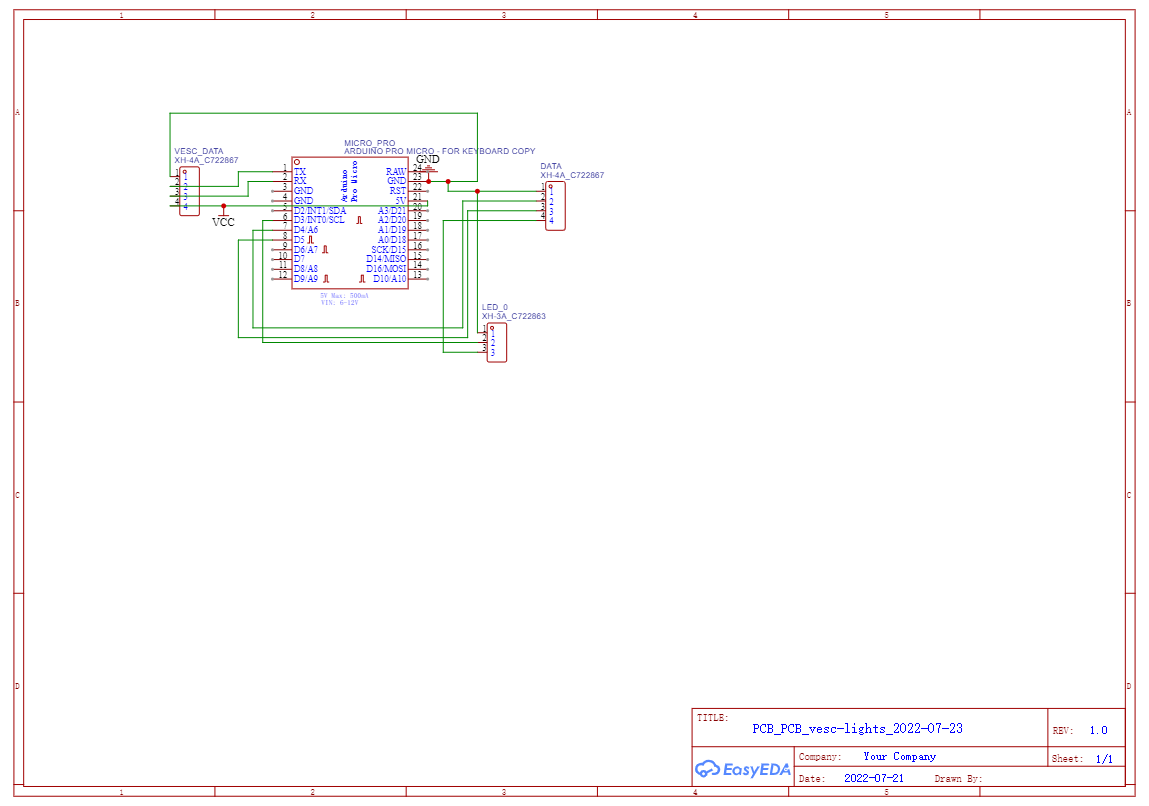 1 2 3 4 5
A A
MICRO_PRO
ARDUINO PRO MICRO - FOR KEYBOARD COPY
VESC_DATA
XH-4A_C722867
1 1
2 2
3 3
4 4
VCC
GND
DATA
XH-4A_C722867
1 1
2 2
3 3
4 4
Arduino
Pro Micro
1 TX RAW 24
2 RX GND 23
3 GND RST 22
4 GND 5V 21
5 D2/INT1/SDA A3/D21 20
6 D3/INT0/SCL A2/D20 19
7 D4/A6 A1/D19 18
8 D5 A0/D18 17
9 D6/A7 SCK/D15 16
10 D7 D14/MISO 15
11 D8/A8 D16/MOSI 14
12 D9/A9 D10/A10 13
5V Max: 500mA
VIN: 6-12V
B B
LED_0
XH-3A_C722863
1 1
2 2
3 3
C C
D D
TITLE:
PCB_PCB_vesc-lights_2022-07-23
REV: 1.0
EasyEDA
Company: Your Company
Sheet: 1/1
Date: 2022-07-21 Drawn By:
1 2 3 4 5